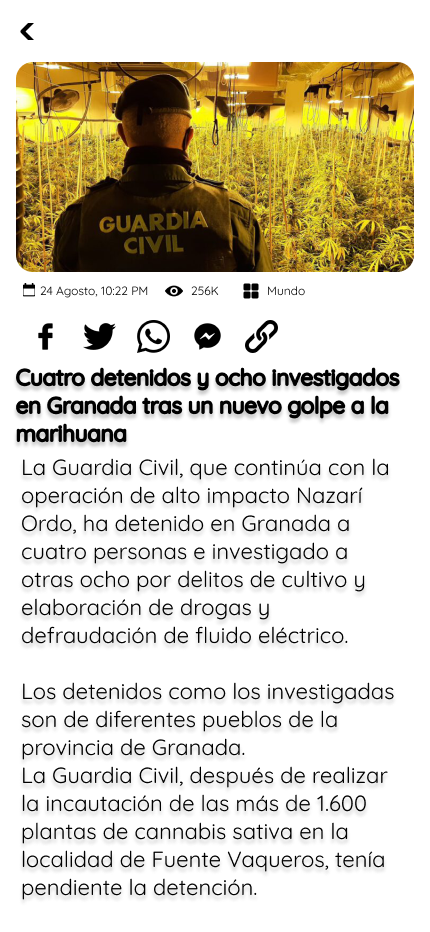 GUARDIA
CIVIL
24 Agosto, 10:22 PM 256K Mundo
Cuatro detenidos y ocho investigados
en Granada tras un nuevo golpe a la
marihuana
La Guardia Civil, que continúa con la
operación de alto impacto Nazarí
Ordo, ha detenido en Granada a
cuatro personas e investigado a
otras ocho por delitos de cultivo y
elaboración de drogas y
defraudación de fluido eléctrico.
Los detenidos como los investigadas
son de diferentes pueblos de la
provincia de Granada.
La Guardia Civil, después de realizar
la incautación de las más de 1.600
plantas de cannabis sativa en la
localidad de Fuente Vaqueros, tenía
pendiente la detención.